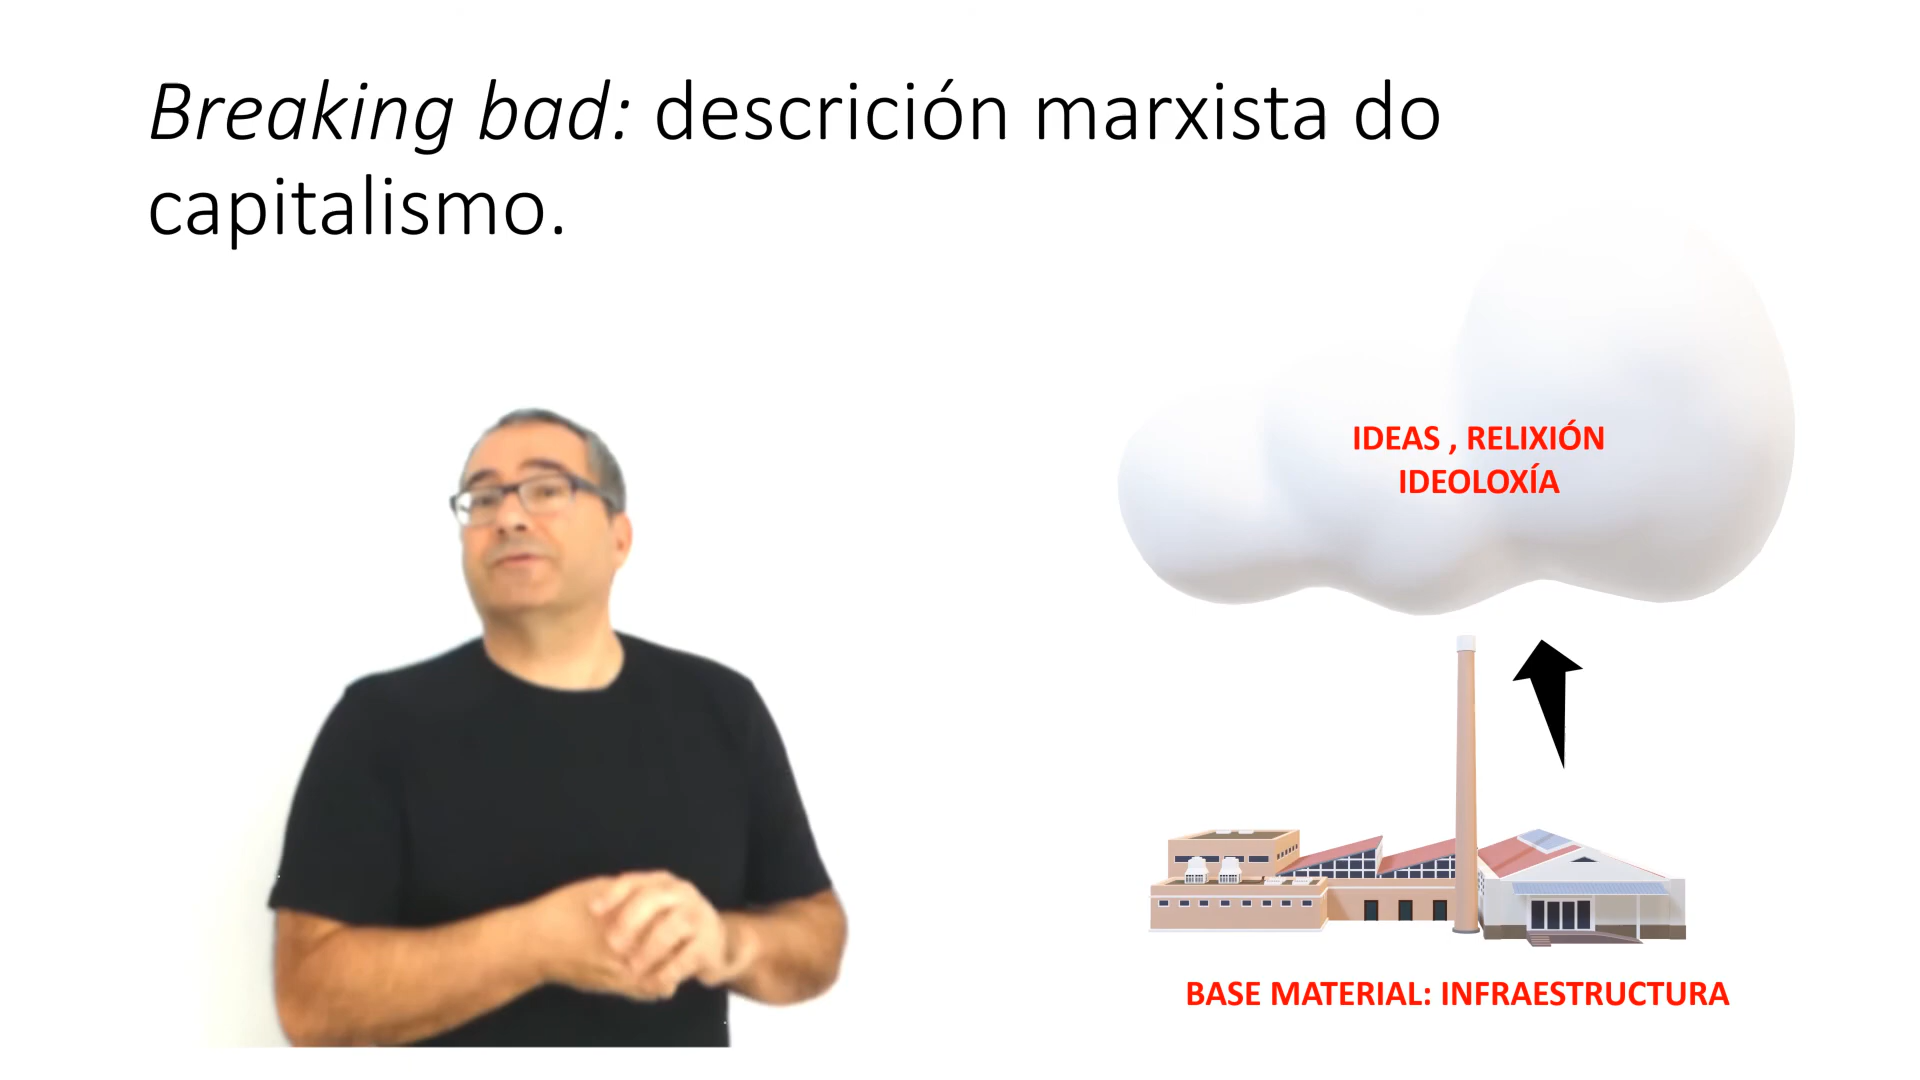 Breaking bad: descrición marxista do
capitalismo.
IDEAS , RELIXIÓN
IDEOLOXÍA
BASE MATERIAL: INFRAESTRUCTURA